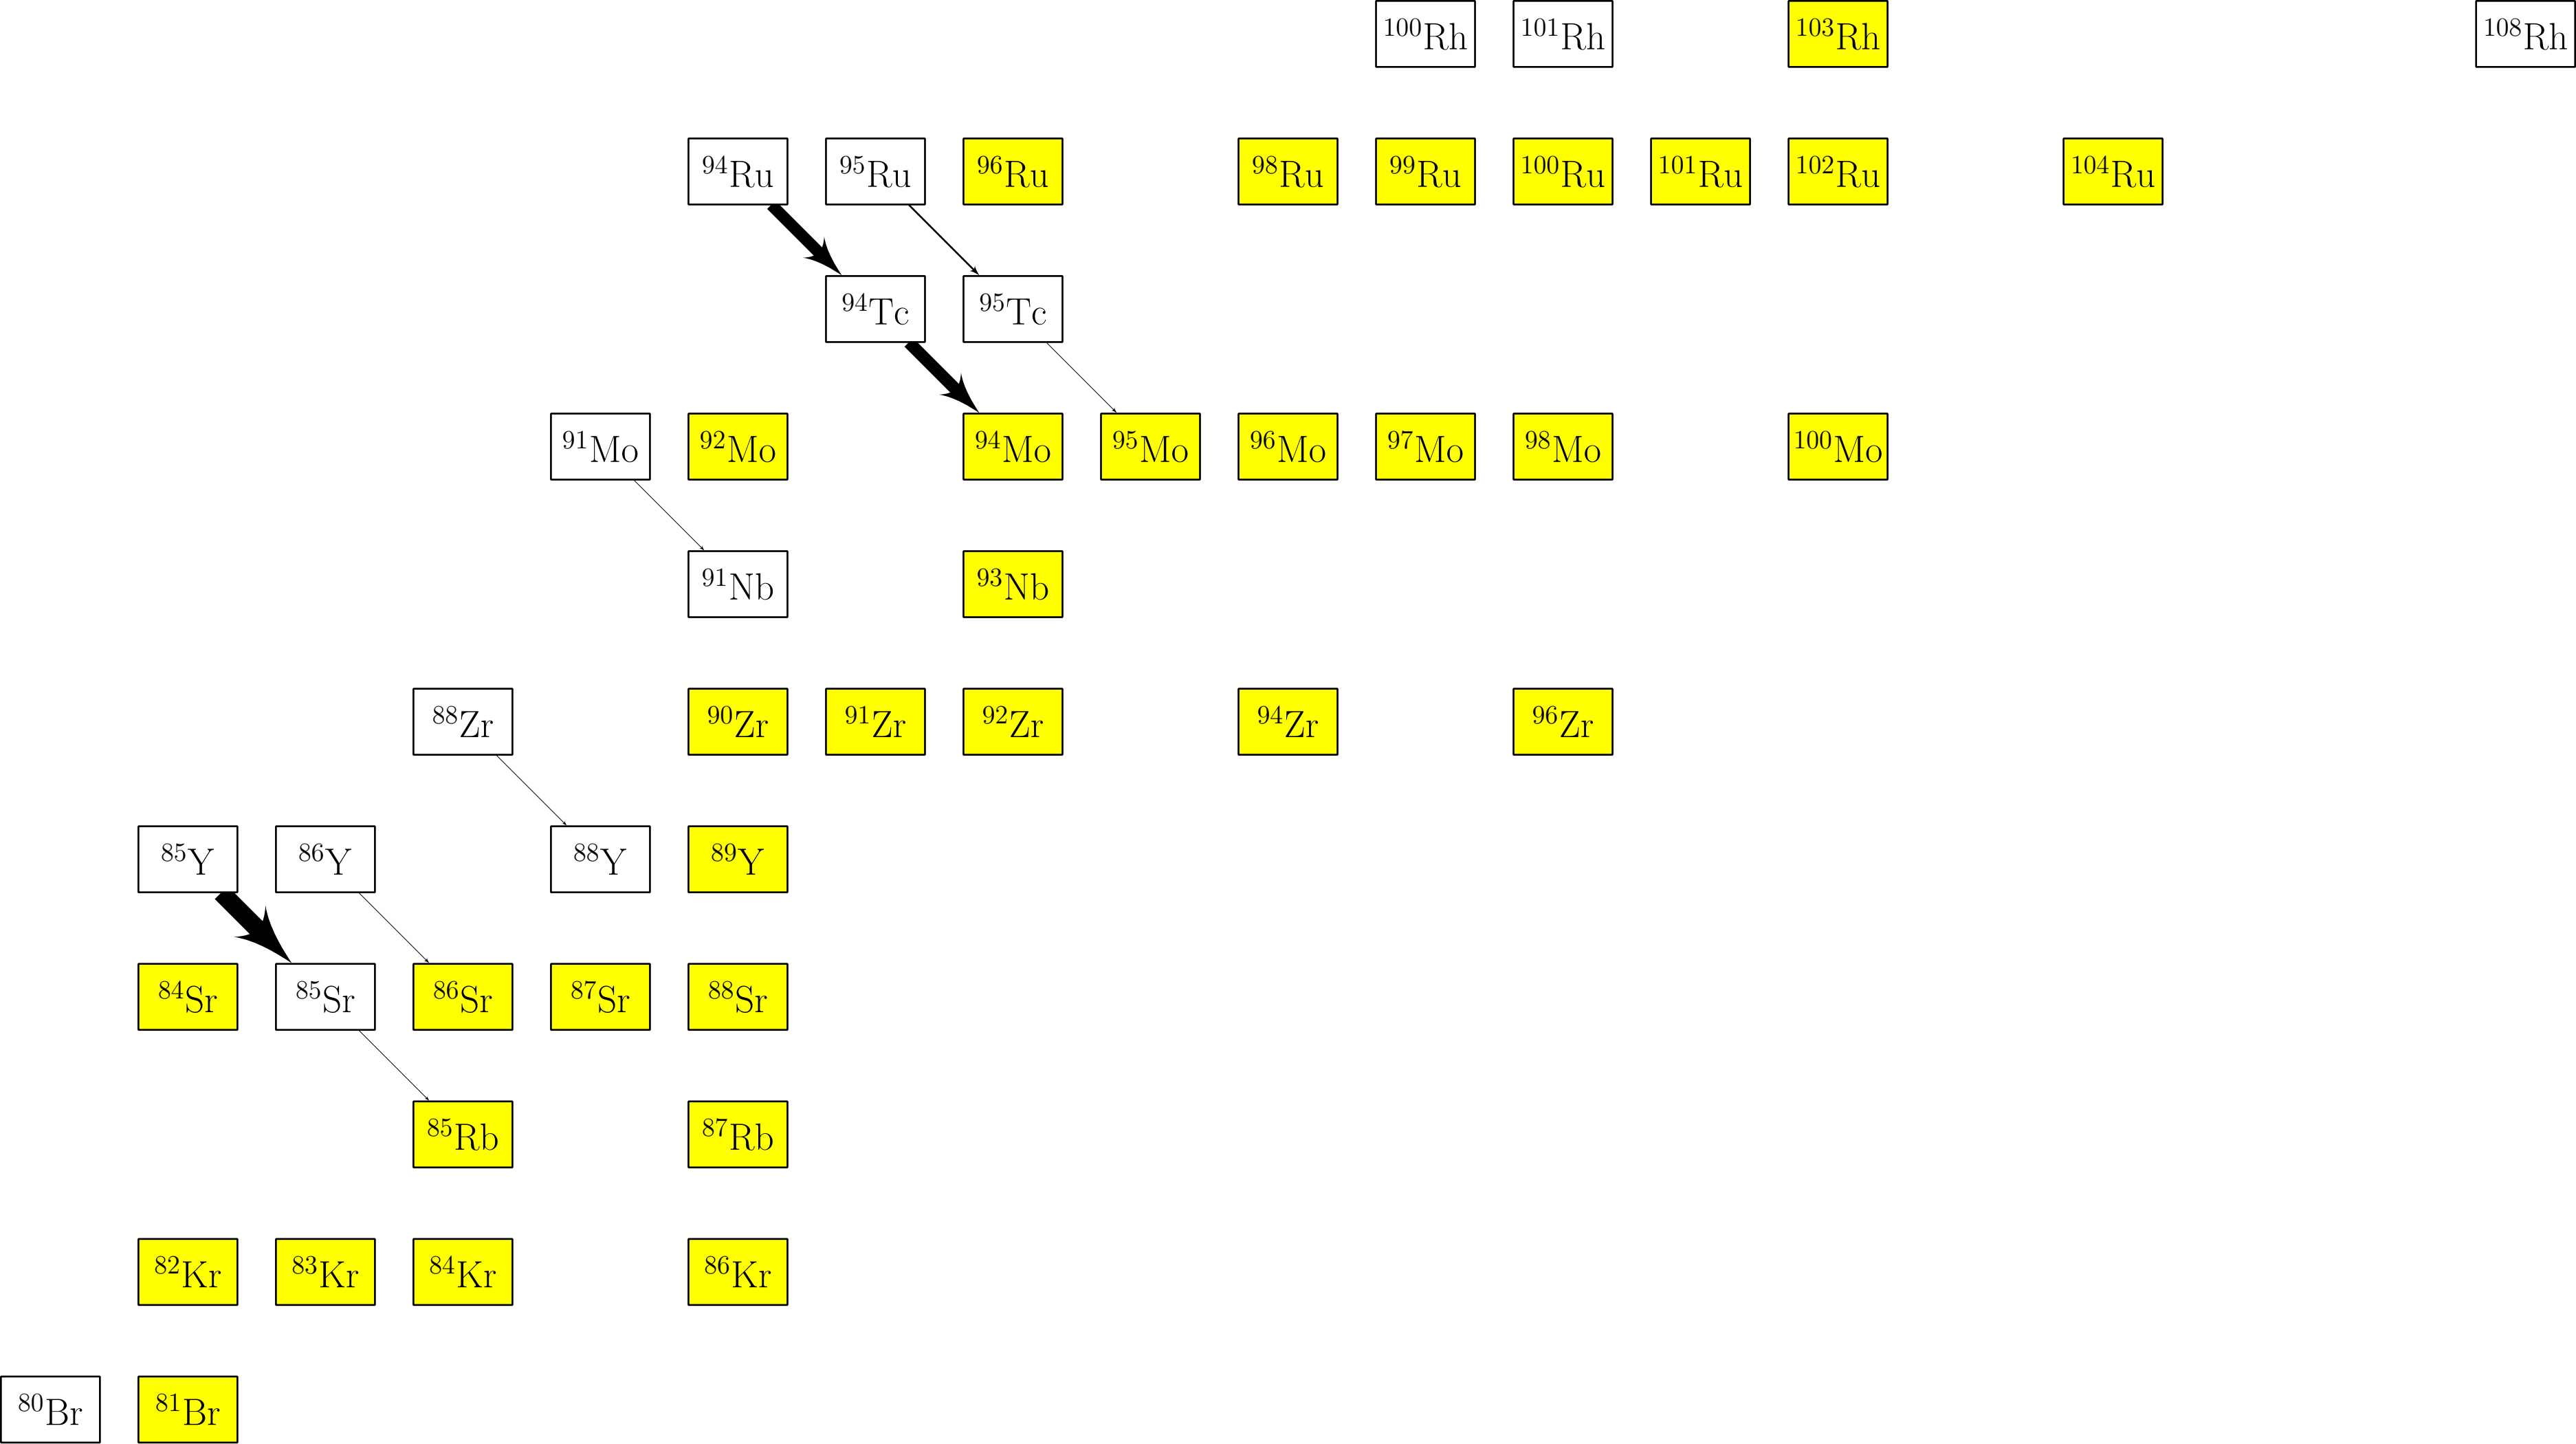 ¹⁰⁰Rh ¹⁰¹Rh ¹⁰³Rh ¹⁰⁸Rh
⁹⁴Ru ⁹⁵Ru ⁹⁶Ru ⁹⁸Ru ⁹⁹Ru ¹⁰⁰Ru ¹⁰¹Ru ¹⁰²Ru ¹⁰⁴Ru
⁹⁴Tc ⁹⁵Tc
⁹¹Mo ⁹²Mo ⁹⁴Mo ⁹⁵Mo ⁹⁶Mo ⁹⁷Mo ⁹⁸Mo ¹⁰⁰Mo
⁹¹Nb ⁹³Nb
⁸⁸Zr ⁹⁰Zr ⁹¹Zr ⁹²Zr ⁹⁴Zr ⁹⁶Zr
⁸⁵Y ⁸⁶Y ⁸⁸Y ⁸⁹Y
⁸⁴Sr ⁸⁵Sr ⁸⁶Sr ⁸⁷Sr ⁸⁸Sr
⁸⁵Rb ⁸⁷Rb
⁸²Kr ⁸³Kr ⁸⁴Kr ⁸⁶Kr
⁸⁰Br ⁸¹Br